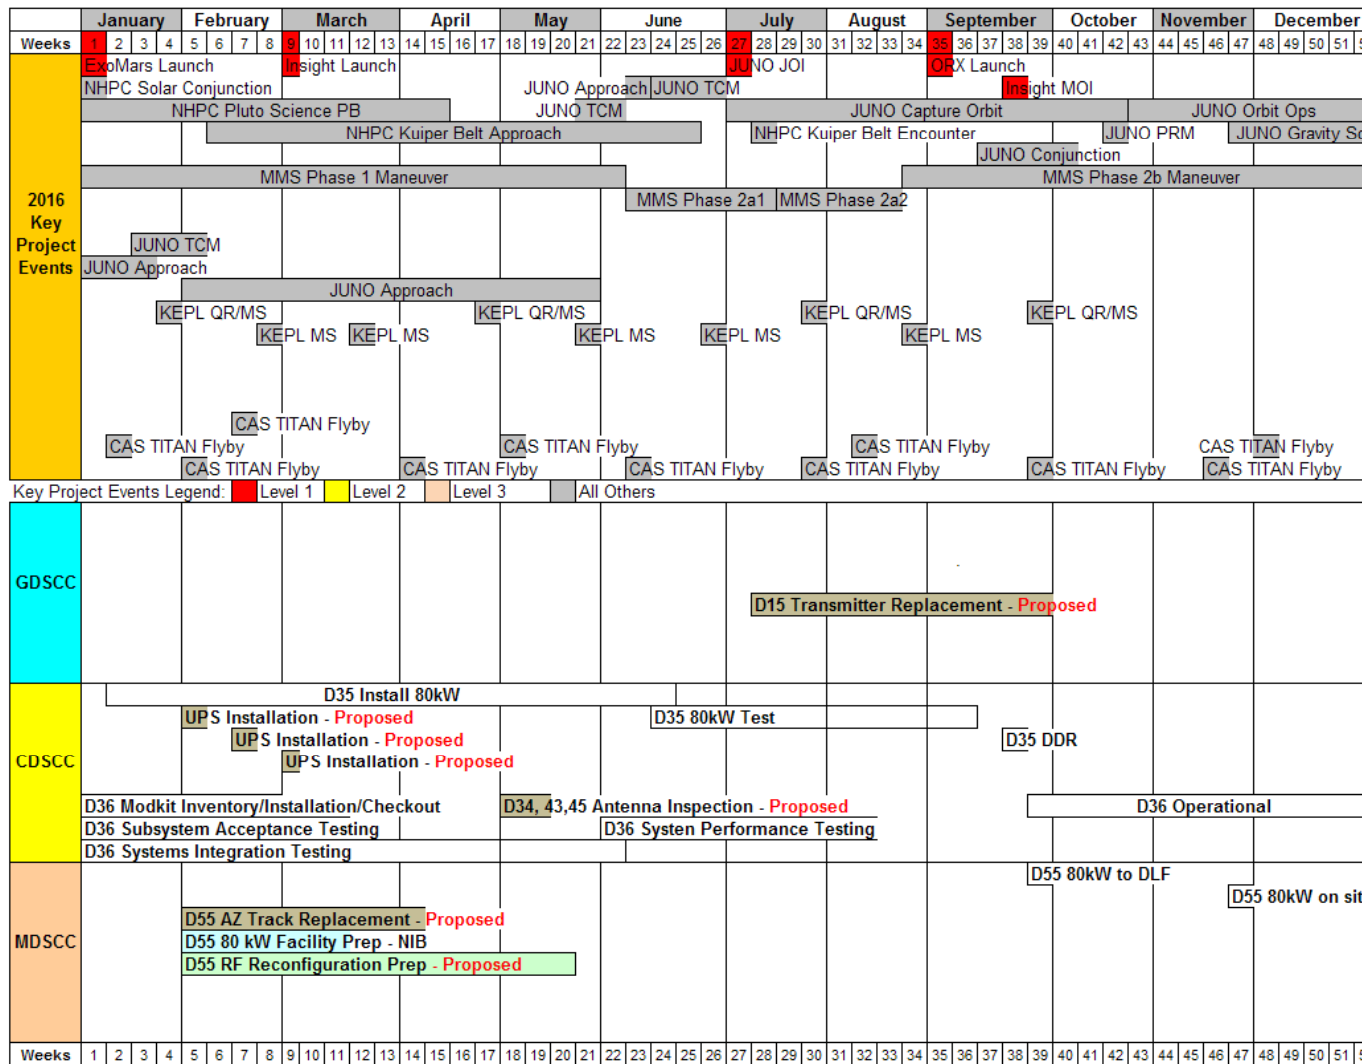 January February March April May June July August September October November December
Weeks 1 2 3 4 5 6 7 8 9 10 11 12 13 14 15 16 17 18 19 20 21 22 23 24 25 26 27 28 29 30 31 32 33 34 35 36 37 38 39 40 41 42 43 44 45 46 47 48 49 50 51
2016 Key Project Events
ExoMars Launch Insight Launch JUNO JOI ORX Launch
NHPC Solar Conjunction JUNO Approach JUNO TCM Insight MOI
NHPC Pluto Science PB JUNO TCM JUNO Capture Orbit JUNO Orbit Ops
NHPC Kuiper Belt Approach NHPC Kuiper Belt Encounter JUNO PRM JUNO Gravity Sc
JUNO Conjunction
MMS Phase 1 Maneuver MMS Phase 2b Maneuver
MMS Phase 2a1 MMS Phase 2a2
JUNO TCM
JUNO Approach
JUNO Approach
KEPL QR/MS KEPL QR/MS KEPL QR/MS KEPL QR/MS
KEPL MS KEPL MS KEPL MS KEPL MS KEPL MS
CAS TITAN Flyby
CAS TITAN Flyby CAS TITAN Flyby CAS TITAN Flyby CAS TITAN Flyby
CAS TITAN Flyby CAS TITAN Flyby CAS TITAN Flyby CAS TITAN Flyby CAS TITAN Flyby CAS TITAN Flyby
Key Project Events Legend: Level 1 Level 2 Level 3 All Others
GDSCC
D15 Transmitter Replacement - Proposed
CDSCC
D35 Install 80kW
UPS Installation - Proposed D35 80kW Test
UPS Installation - Proposed D35 DDR
UPS Installation - Proposed
D36 Modkit Inventory/Installation/Checkout D34, 43,45 Antenna Inspection - Proposed D36 Operational
D36 Subsystem Acceptance Testing D36 Systen Performance Testing
D36 Systems Integration Testing
MDSCC
D55 80kW to DLF
D55 80kW on sit
D55 AZ Track Replacement - Proposed
D55 80 kW Facility Prep - NIB
D55 RF Reconfiguration Prep - Proposed
Weeks 1 2 3 4 5 6 7 8 9 10 11 12 13 14 15 16 17 18 19 20 21 22 23 24 25 26 27 28 29 30 31 32 33 34 35 36 37 38 39 40 41 42 43 44 45 46 47 48 49 50 51